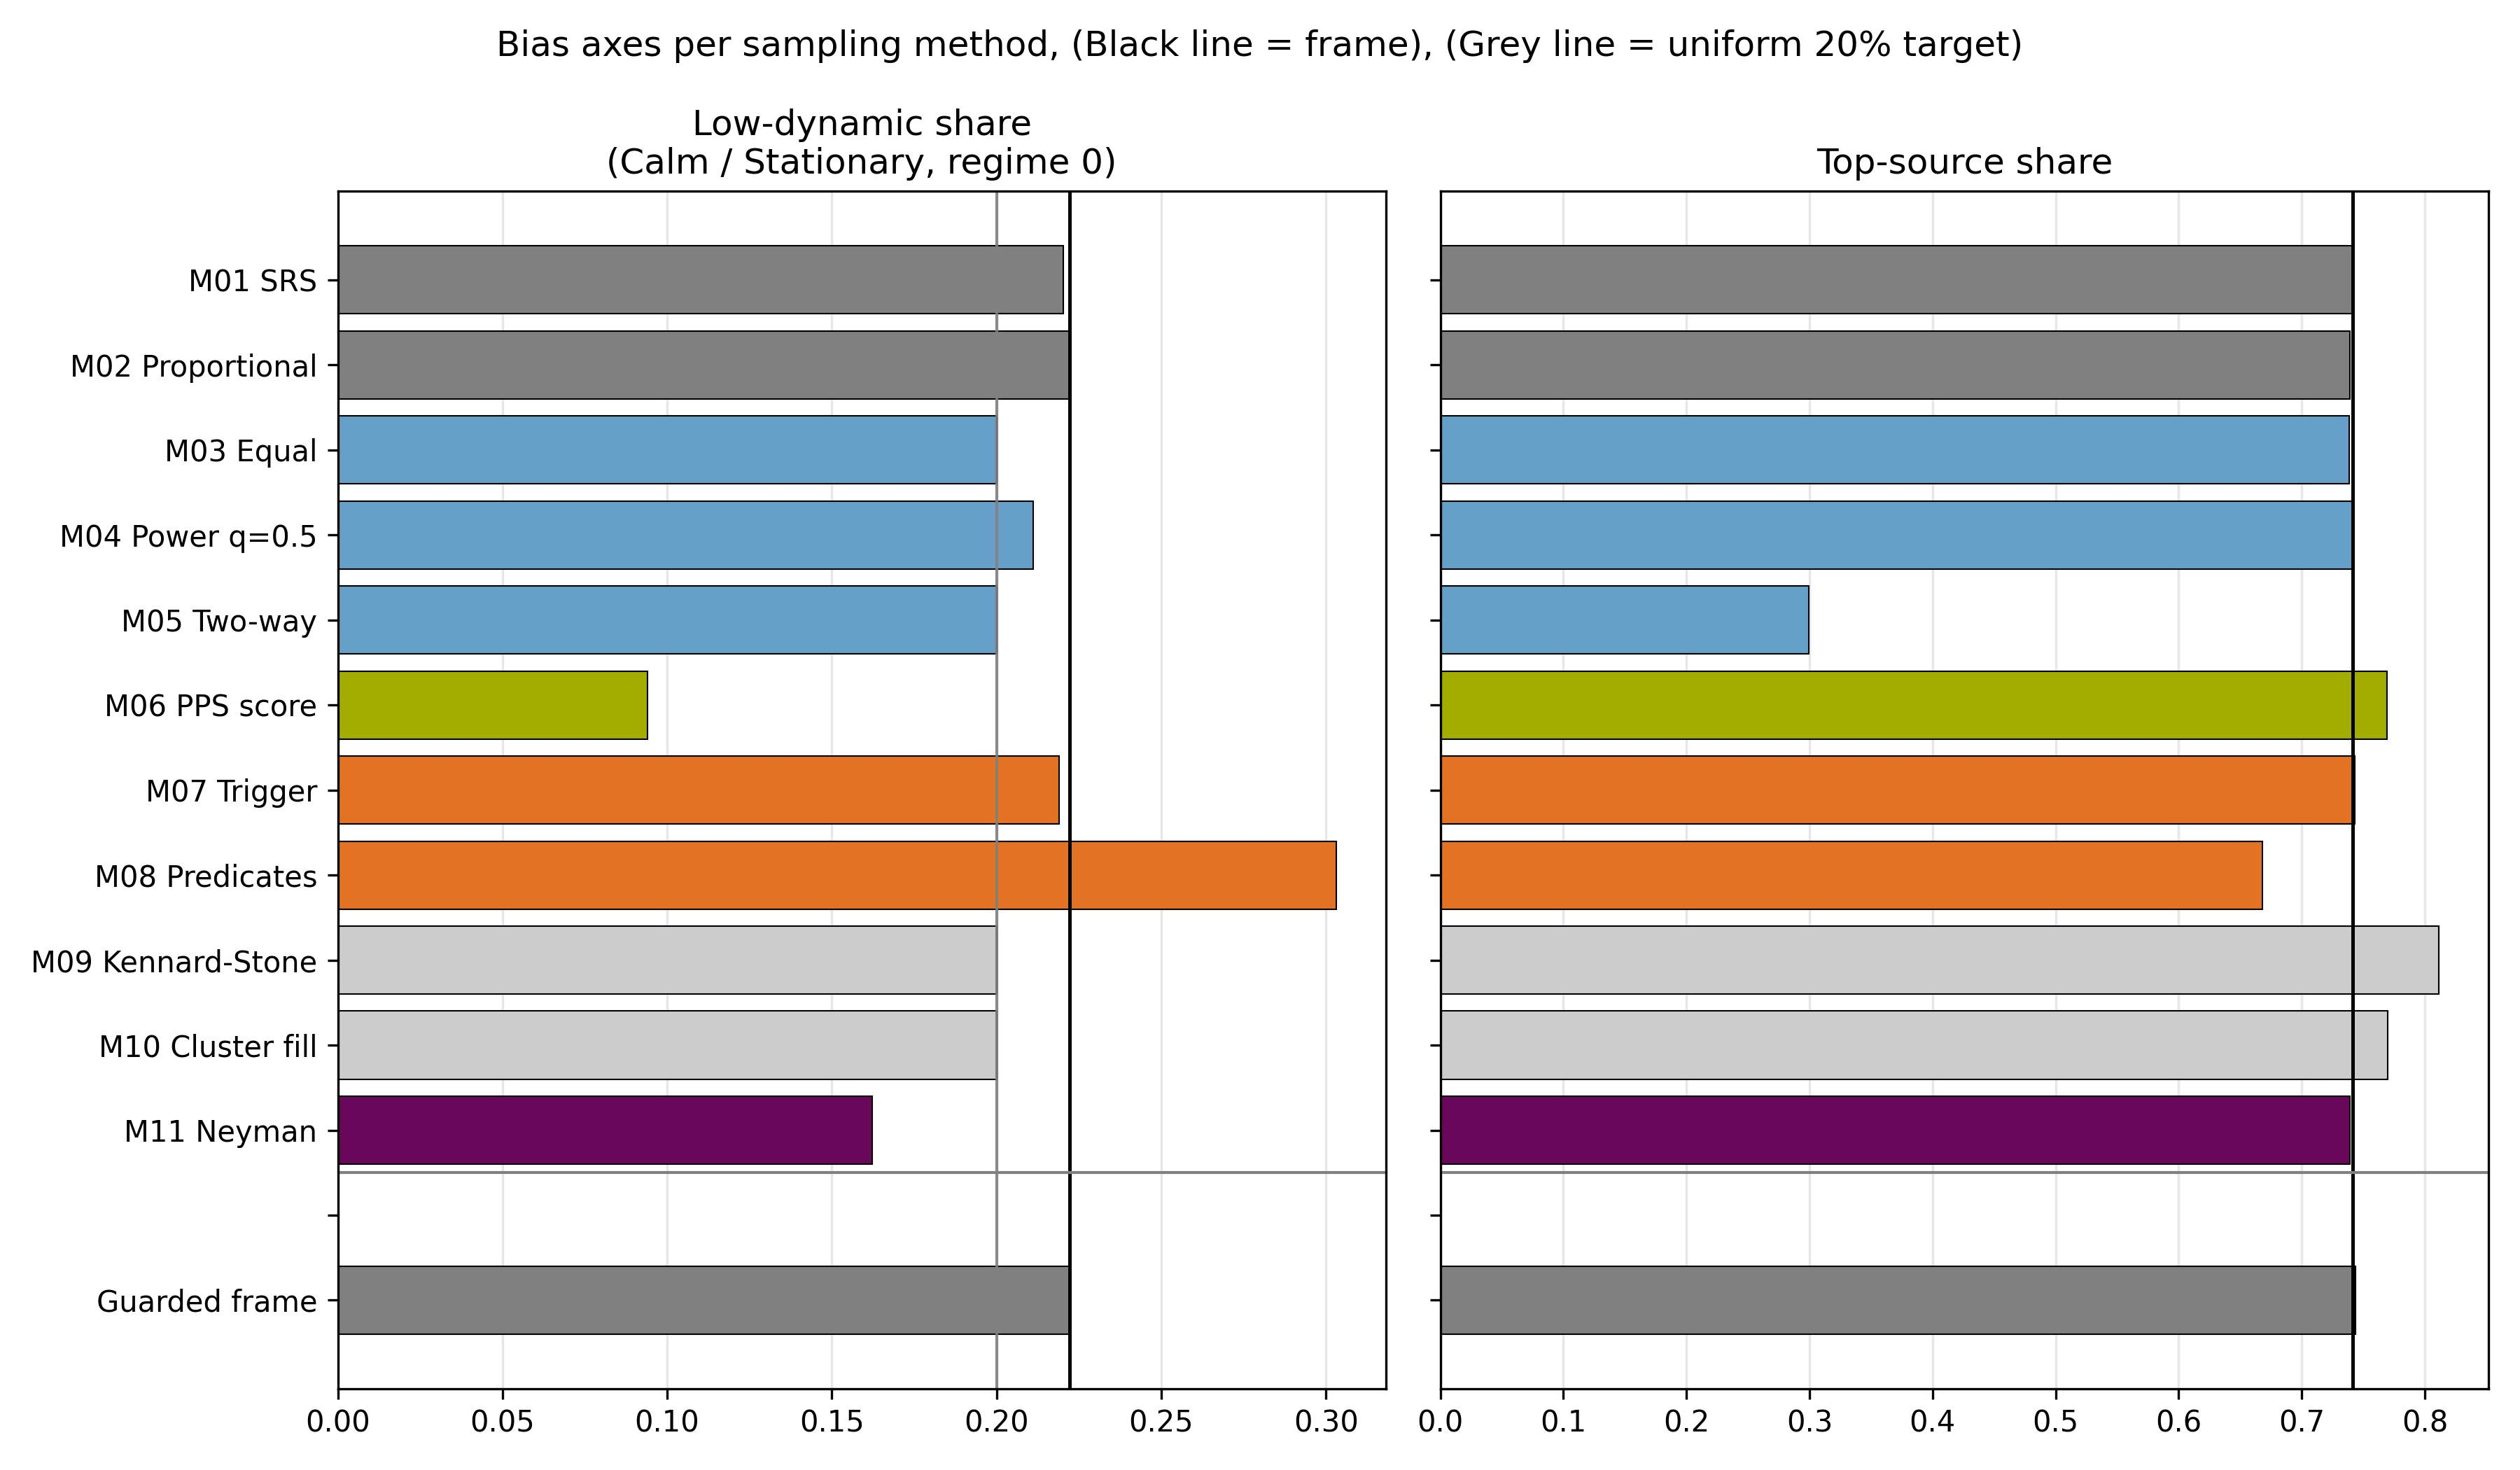 Bias axes per sampling method, (Black line = frame), (Grey line = uniform 20% target)
Low-dynamic share
(Calm / Stationary, regime 0)
Top-source share
M01 SRS
M02 Proportional
M03 Equal
M04 Power q=0.5
M05 Two-way
M06 PPS score
M07 Trigger
M08 Predicates
M09 Kennard-Stone
M10 Cluster fill
M11 Neyman
Guarded frame
0.00 0.05 0.10 0.15 0.20 0.25 0.30
0.0 0.1 0.2 0.3 0.4 0.5 0.6 0.7 0.8